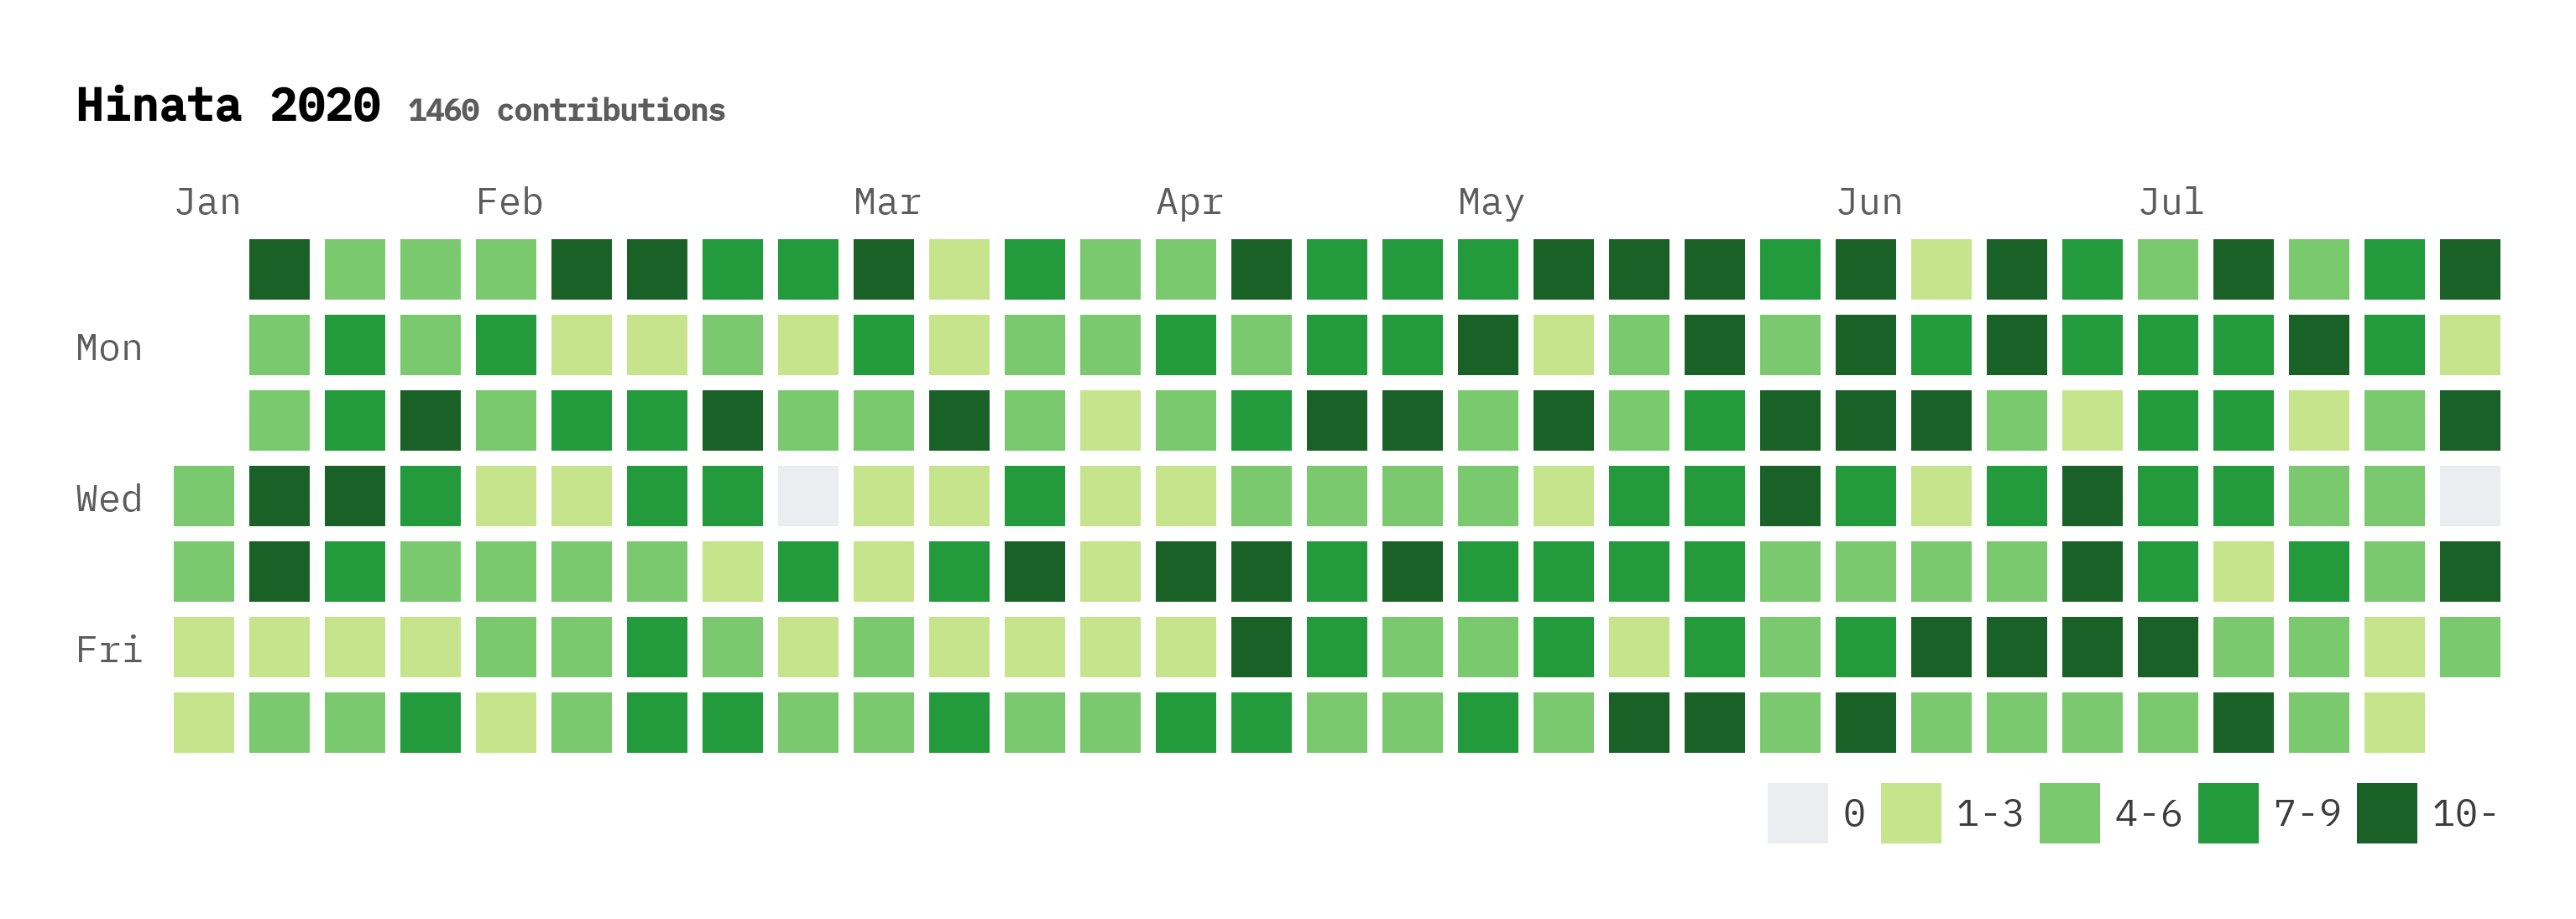 Hinata 2020 1460 contributions
Jan Feb Mar Apr May Jun Jul
Mon
Wed
Fri
0 1-3 4-6 7-9 10-